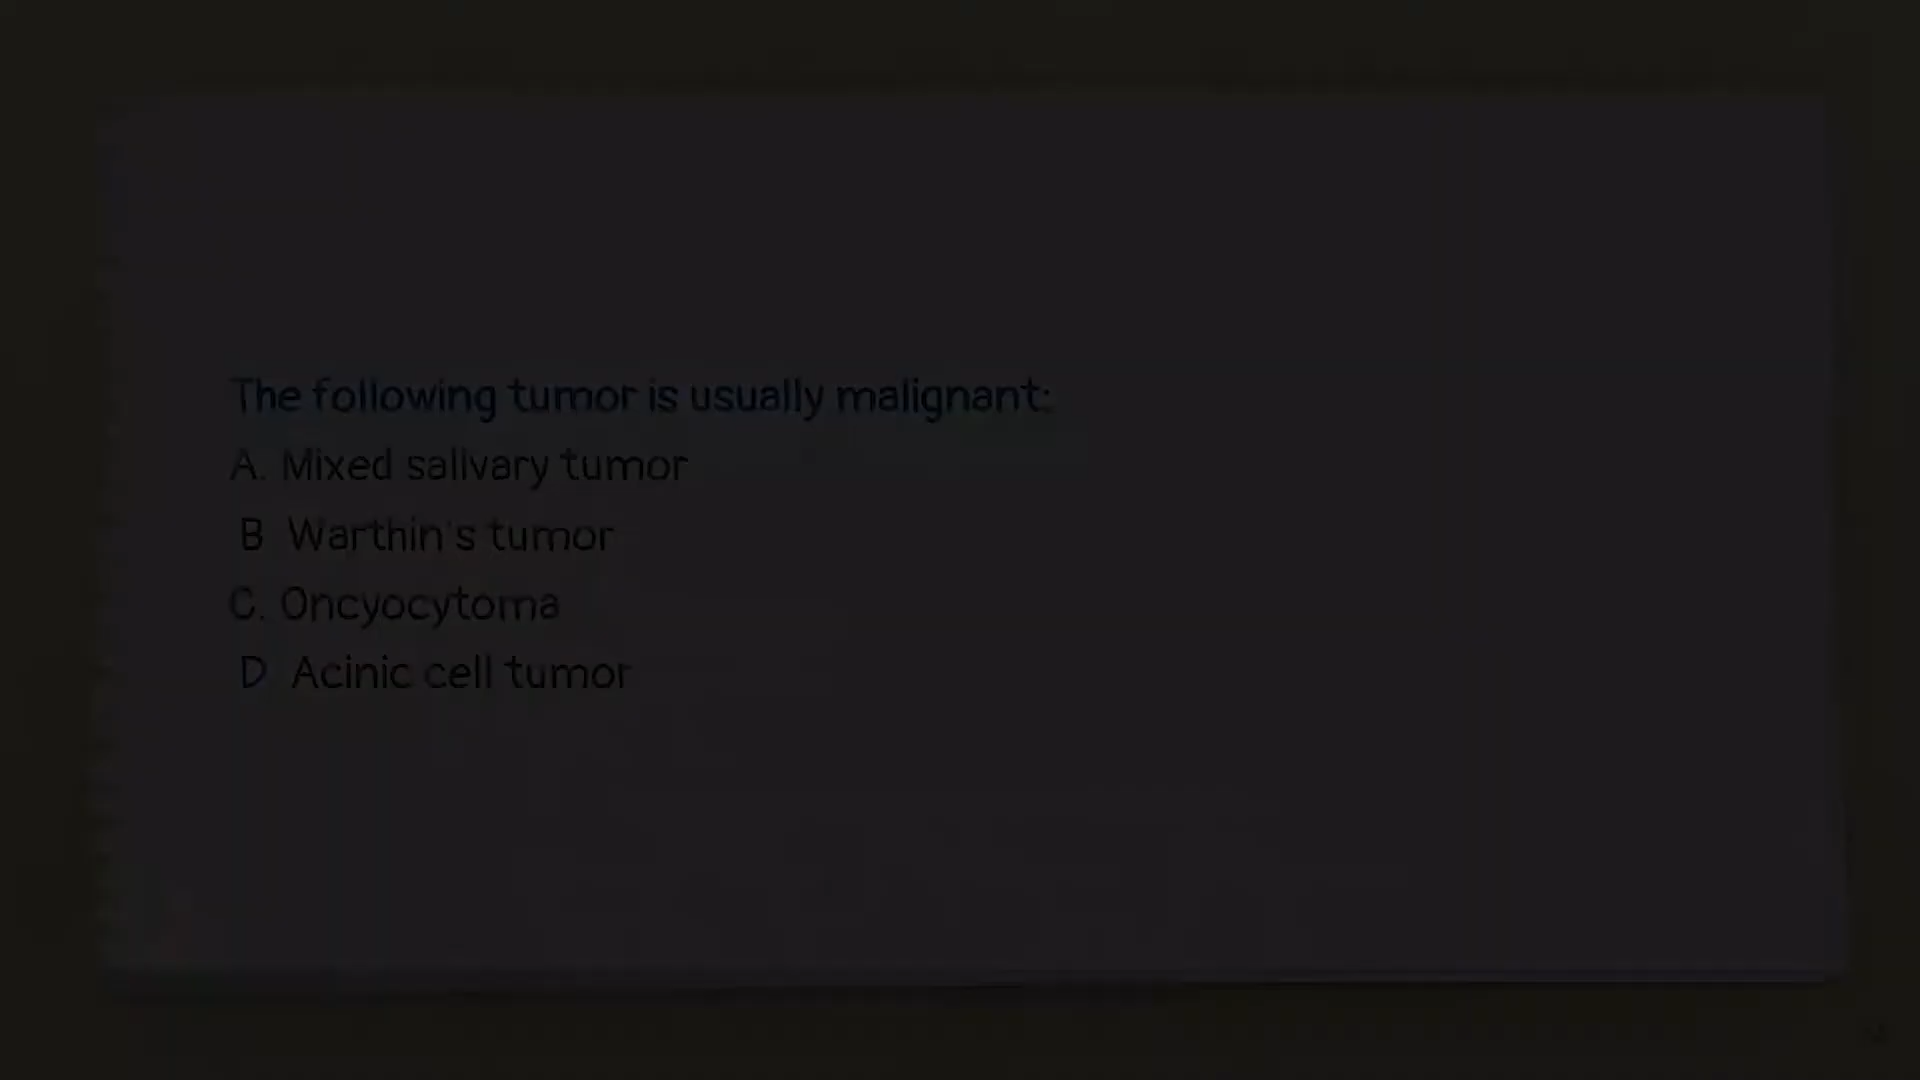 The following tumor is usually malignant:
A. Mixed salivary tumor
B Warthin's tumor
C. Oncyocytoma
D Acinic cell tumor